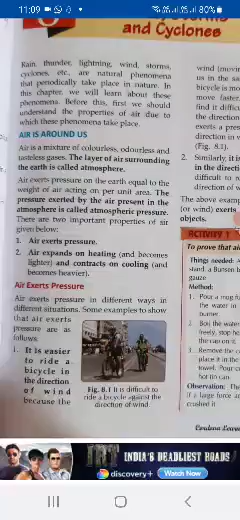 11:09
and Cyclones
Rain, thunder, lightning, wind, storms,
cyclones, etc. are natural phenomena
that periodically take place in nature. In
this chapter, we will learn about these
phenomena. Before this, first we should
understand the properties of air due to
which these phenomena take place.
AIR IS AROUND US
Air is a mixture of colourless, odourless and
tasteless gases. The layer of air surrounding
the earth is called atmosphere.
Air exerts pressure on the earth equal to the
weight of air acting on per unit area. The
pressure exerted by the air present in the
atmosphere is called atmospheric pressure.
There are two important properties of air
given below:
1. Air exerts pressure.
2. Air expands on heating (and becomes
lighter) and contracts on cooling (and
becomes heavier).
Air Exerts Pressure
Air exerts pressure in different ways in
different situations. Some examples to show
that air exerts
pressure are as
follows.
1. It is easier
to ride a
bicycle in
the direction
of wind
because the
Fig. 8.1 It is difficult to
ride a bicycle against the
direction of wind
wind (movin
us in the sa
bicycle is mo
move faster.
find it diffic
the direction
exerts a pre
direction in w
(Fig. 8.1).
2. Similarly, it is
in the directi
difficult to r
direction of w
The above examp
(or wind) exerts
objects.
ACTIVITY 1
To prove that air
Things needed: A
stand, a Bunsen b
gauze
Method:
1. Pour a mug fu
the water in
burner.
2. Boil the water
freely, stop he
the can on it.
3. Remove the c
place it in the
towel. Pour c
hot tin can.
Observation: The
if a large force a
crushed it.
INDIA'S DEADLIEST ROADS
discovery+
Watch Now